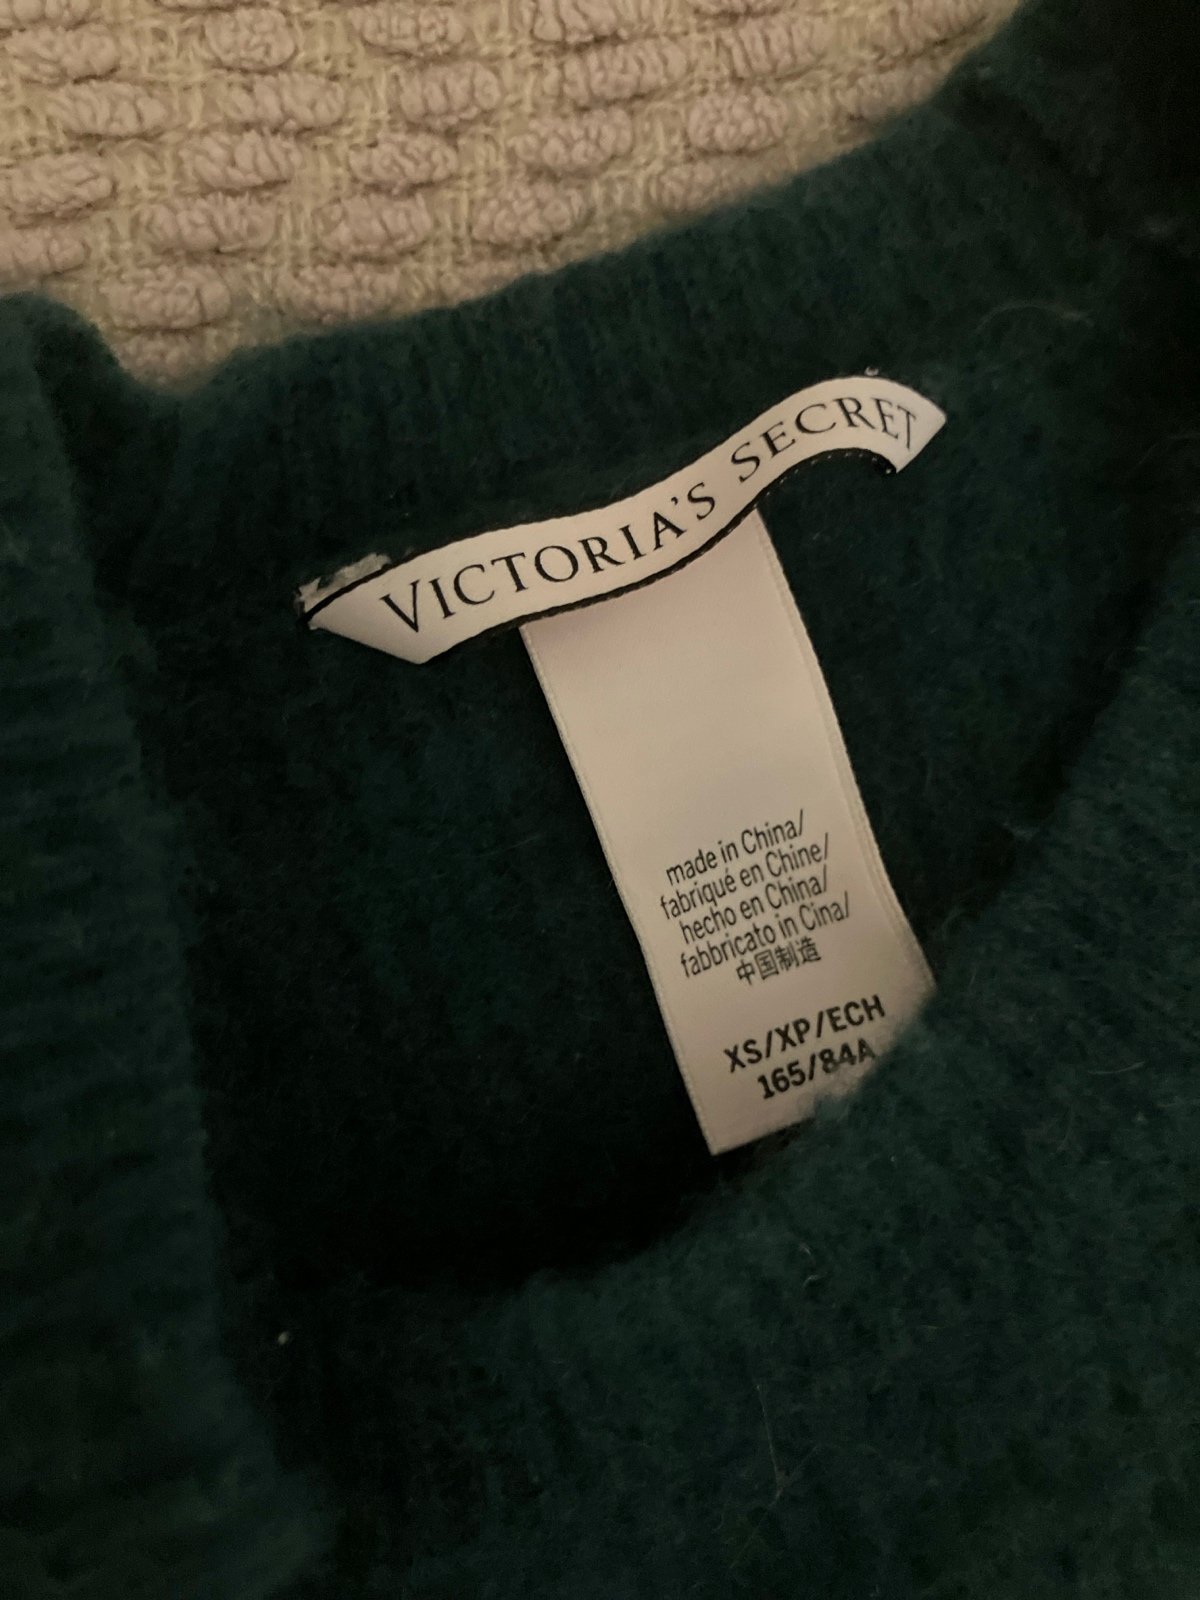 VICTORIA'S SECRET
made in China/
fabriqué en Chine/
hecho en China/
fabbricato in Cina/
中国制造
XS/XP/ECH
165/84A